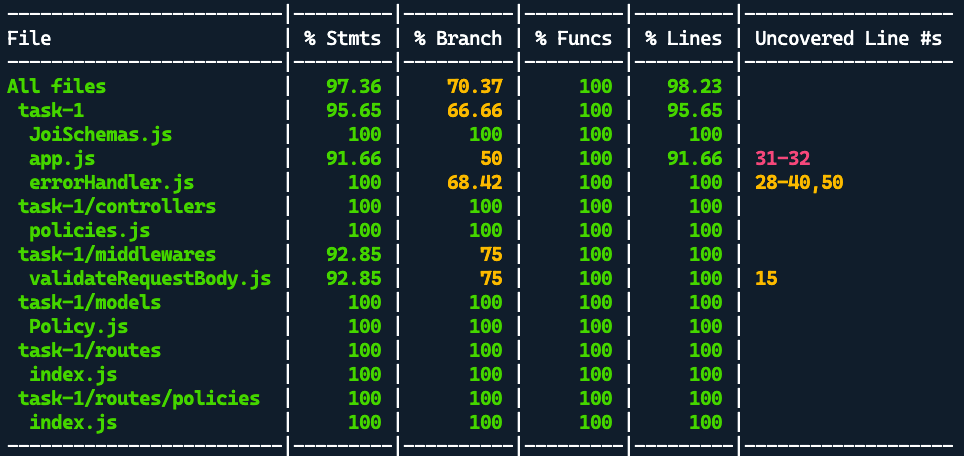 ---------------------------|---------|----------|---------|---------|-------------------
File                       | % Stmts | % Branch | % Funcs | % Lines | Uncovered Line #s
---------------------------|---------|----------|---------|---------|-------------------
All files                  |   97.36 |    70.37 |     100 |   98.23 |
 task-1                    |   95.65 |    66.66 |     100 |   95.65 |
  JoiSchemas.js            |     100 |      100 |     100 |     100 |
  app.js                   |   91.66 |       50 |     100 |   91.66 | 31-32
  errorHandler.js          |     100 |    68.42 |     100 |     100 | 28-40,50
 task-1/controllers        |     100 |      100 |     100 |     100 |
  policies.js              |     100 |      100 |     100 |     100 |
 task-1/middlewares        |   92.85 |       75 |     100 |     100 |
  validateRequestBody.js   |   92.85 |       75 |     100 |     100 | 15
 task-1/models             |     100 |      100 |     100 |     100 |
  Policy.js                |     100 |      100 |     100 |     100 |
 task-1/routes             |     100 |      100 |     100 |     100 |
  index.js                 |     100 |      100 |     100 |     100 |
 task-1/routes/policies    |     100 |      100 |     100 |     100 |
  index.js                 |     100 |      100 |     100 |     100 |
---------------------------|---------|----------|---------|---------|-------------------